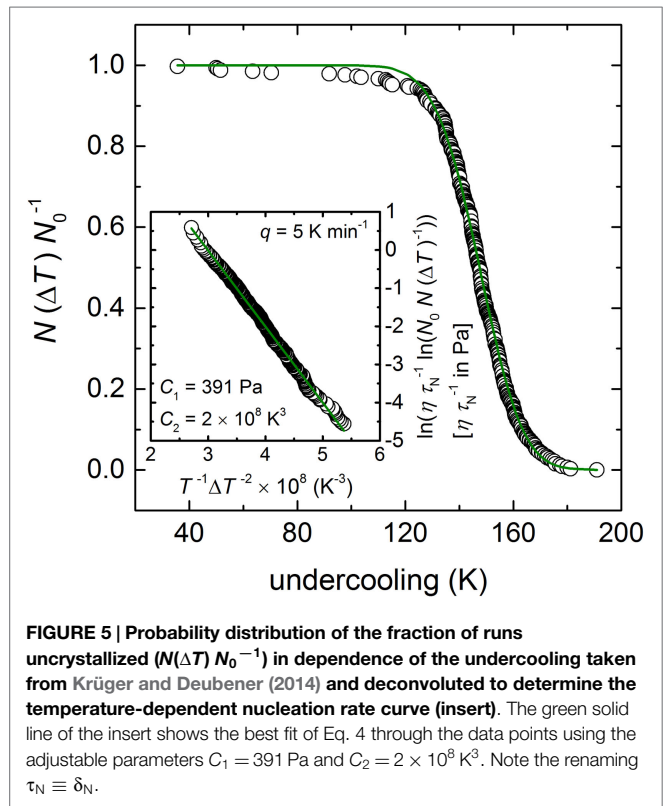 1.0
0.8
0.6
0.4
0.2
0.0
N (ΔT) N₀⁻¹
40
80
120
160
200
undercooling (K)
q = 5 K min⁻¹
C₁ = 391 Pa
C₂ = 2 × 10⁸ K³
1
0
-1
-2
-3
-4
-5
ln(η τ_N⁻¹ ln(N₀ N (ΔT)⁻¹))
[η τ_N⁻¹ in Pa]
2
3
4
5
6
T⁻¹ΔT⁻² × 10⁸ (K⁻³)
FIGURE 5 | Probability distribution of the fraction of runs
uncrystallized (N(ΔT) N₀⁻¹) in dependence of the undercooling taken
from Krüger and Deubener (2014) and deconvoluted to determine the
temperature-dependent nucleation rate curve (insert). The green solid
line of the insert shows the best fit of Eq. 4 through the data points using the
adjustable parameters C₁ = 391 Pa and C₂ = 2 × 10⁸ K³. Note the renaming
τ_N ≡ δ_N.